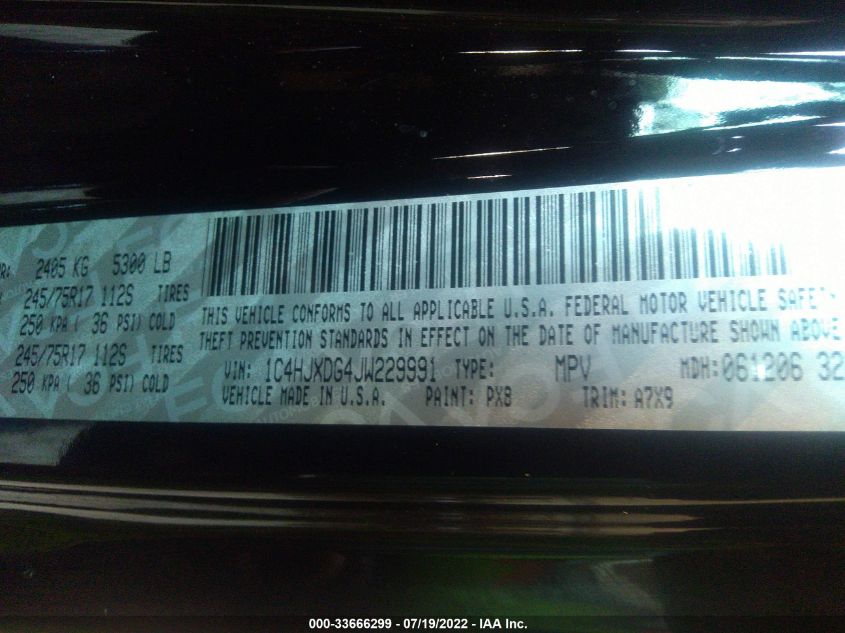 2405 KG 5300 LB
245/75R17 112S TIRES
250 KPA ( 36 PSI) COLD
245/75R17 112S TIRES
250 KPA ( 36 PSI) COLD
THIS VEHICLE CONFORMS TO ALL APPLICABLE U.S.A. FEDERAL MOTOR VEHICLE SAFETY
THEFT PREVENTION STANDARDS IN EFFECT ON THE DATE OF MANUFACTURE SHOWN ABOVE
VIN: 1C4HJXDG4JW229991 TYPE: MPV MDH: 061206 32
VEHICLE MADE IN U.S.A. PAINT: PX8 TRIM: A7X9
000-33666299 - 07/19/2022 - IAA Inc.